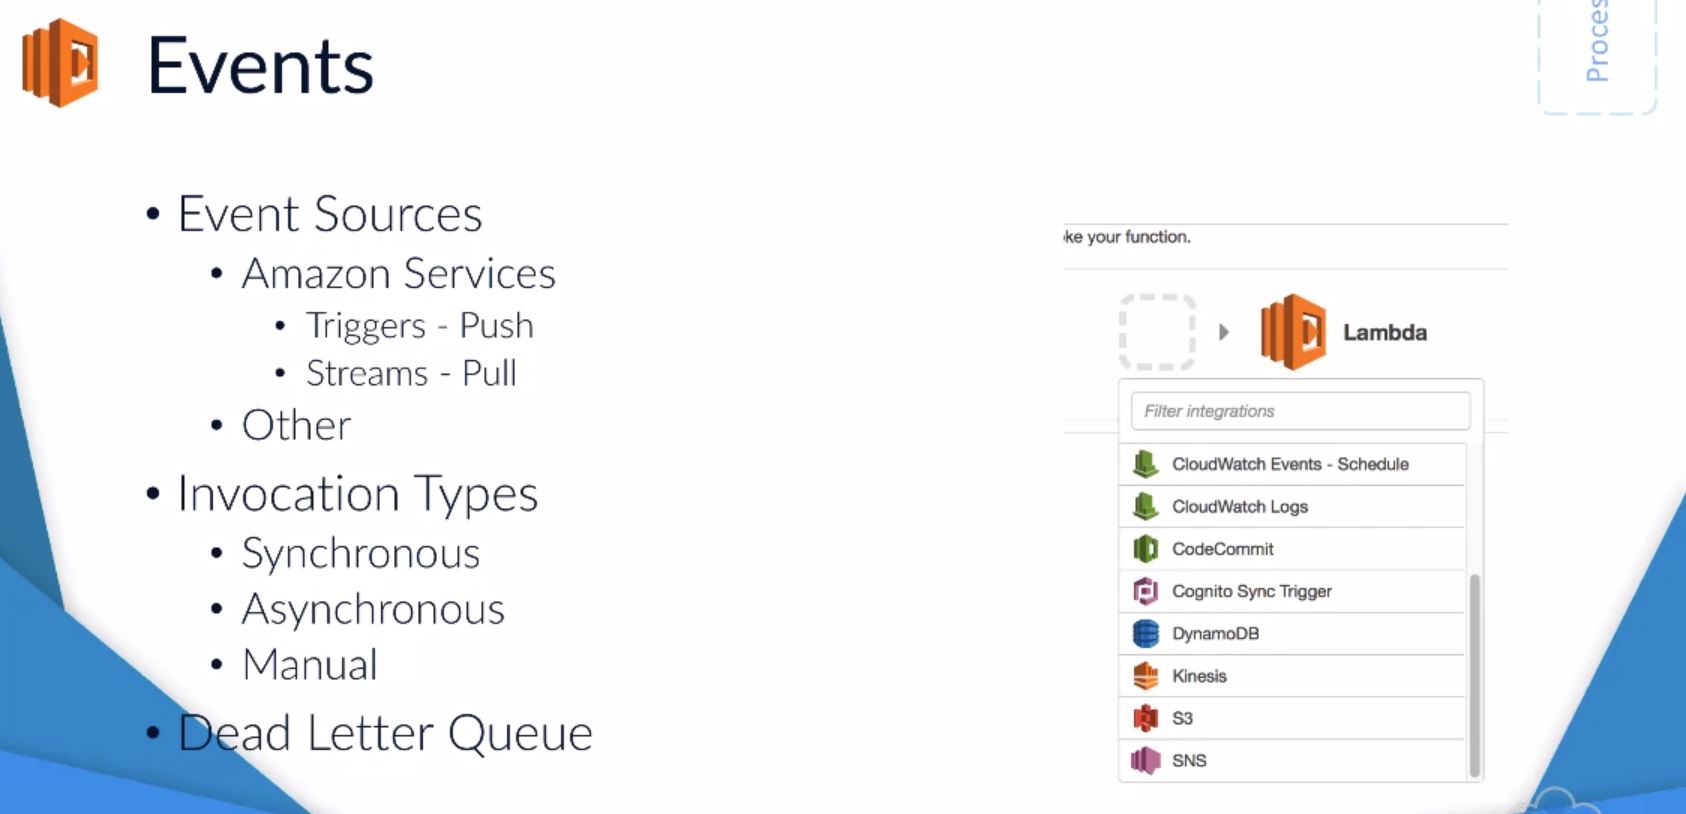 Events
Proces
• Event Sources
• Amazon Services
• Triggers - Push
• Streams - Pull
• Other
• Invocation Types
• Synchronous
• Asynchronous
• Manual
• Dead Letter Queue
ke your function.
Lambda
Filter integrations
CloudWatch Events - Schedule
CloudWatch Logs
CodeCommit
Cognito Sync Trigger
DynamoDB
Kinesis
S3
SNS